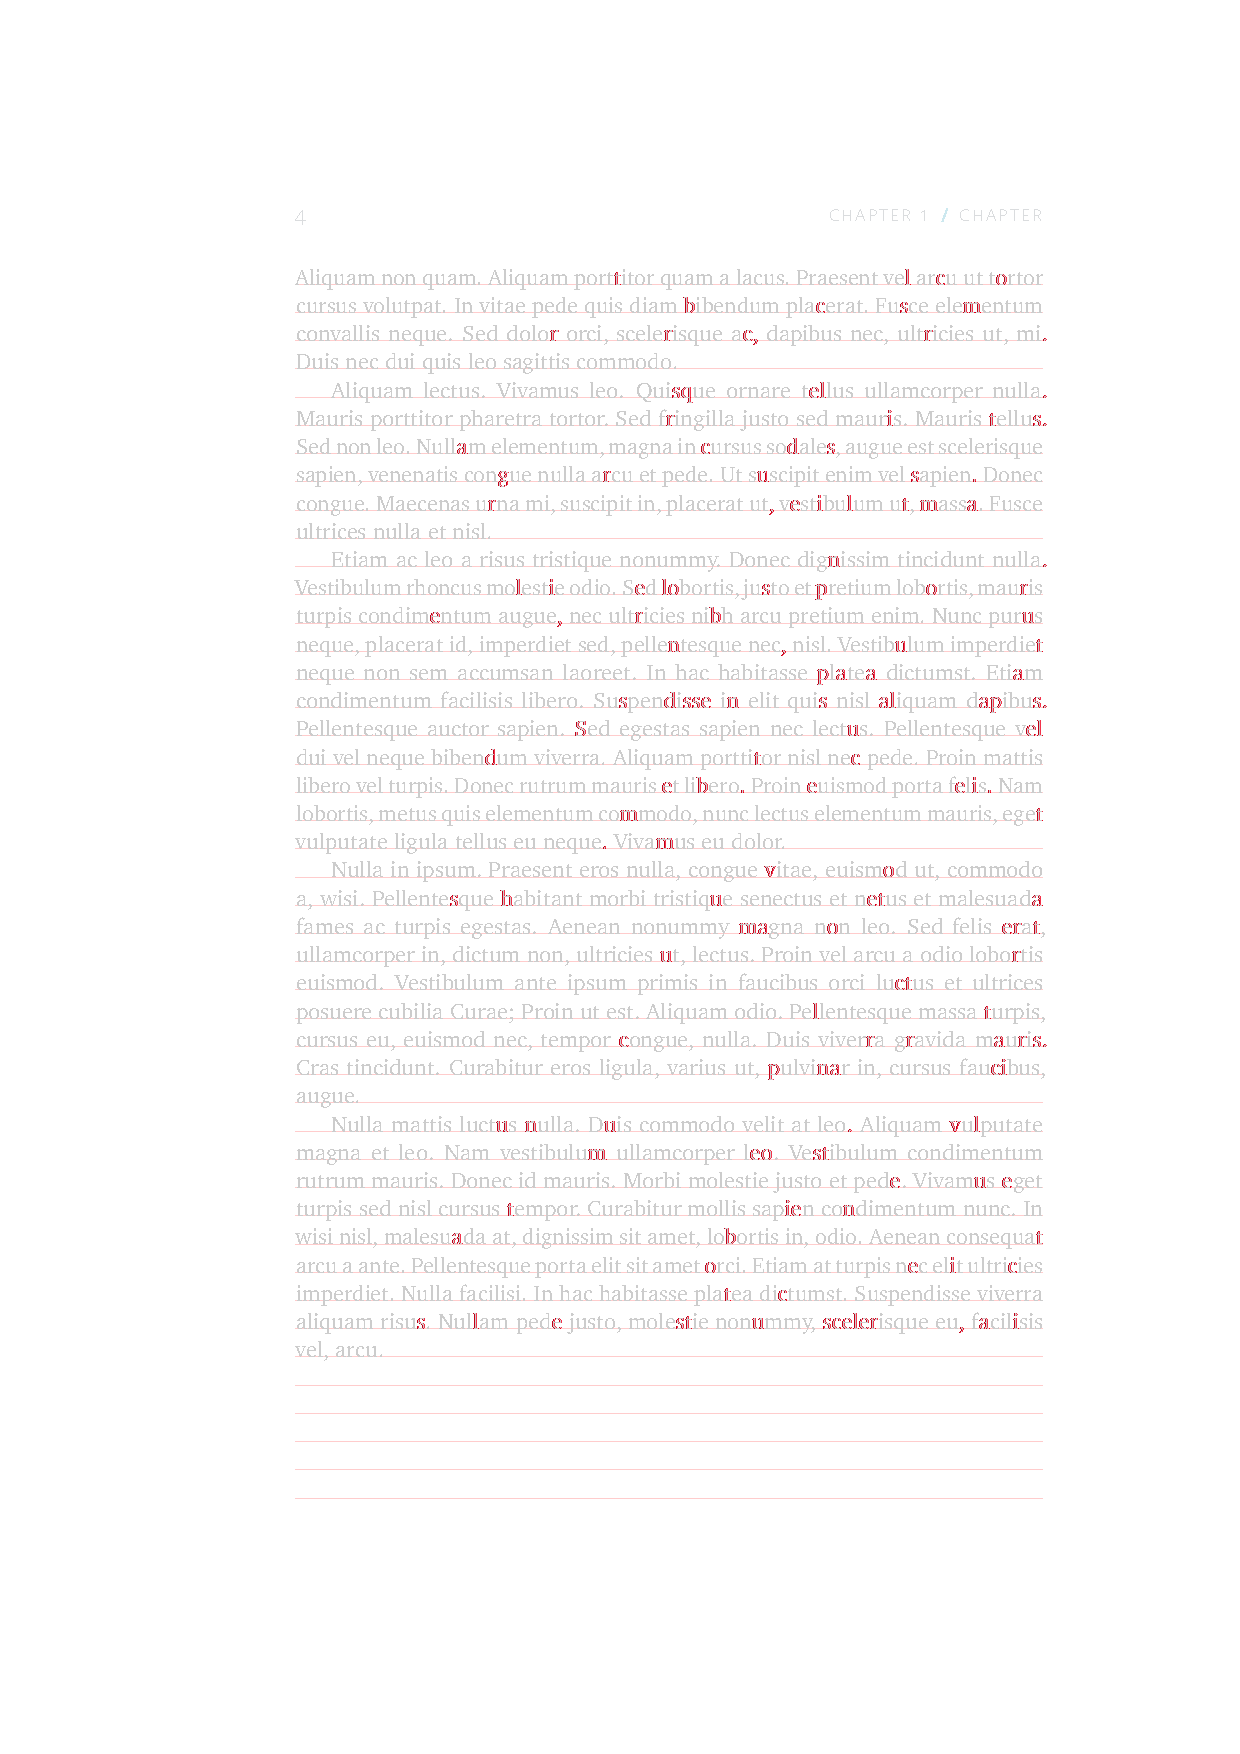 4
CHAPTER 1 / CHAPTER
Aliquam non quam. Aliquam porttitor quam a lacus. Praesent vel arcu ut tortor
cursus volutpat. In vitae pede quis diam bibendum placerat. Fusce elementum
convallis neque. Sed dolor orci, scelerisque ac, dapibus nec, ultricies ut, mi.
Duis nec dui quis leo sagittis commodo.
Aliquam lectus. Vivamus leo. Quisque ornare tellus ullamcorper nulla.
Mauris porttitor pharetra tortor. Sed fringilla justo sed mauris. Mauris tellus.
Sed non leo. Nullam elementum, magna in cursus sodales, augue est scelerisque
sapien, venenatis congue nulla arcu et pede. Ut suscipit enim vel sapien. Donec
congue. Maecenas urna mi, suscipit in, placerat ut, vestibulum ut, massa. Fusce
ultrices nulla et nisl.
Etiam ac leo a risus tristique nonummy. Donec dignissim tincidunt nulla.
Vestibulum rhoncus molestie odio. Sed lobortis, justo et pretium lobortis, mauris
turpis condimentum augue, nec ultricies nibh arcu pretium enim. Nunc purus
neque, placerat id, imperdiet sed, pellentesque nec, nisl. Vestibulum imperdiet
neque non sem accumsan laoreet. In hac habitasse platea dictumst. Etiam
condimentum facilisis libero. Suspendisse in elit quis nisl aliquam dapibus.
Pellentesque auctor sapien. Sed egestas sapien nec lectus. Pellentesque vel
dui vel neque bibendum viverra. Aliquam porttitor nisl nec pede. Proin mattis
libero vel turpis. Donec rutrum mauris et libero. Proin euismod porta felis. Nam
lobortis, metus quis elementum commodo, nunc lectus elementum mauris, eget
vulputate ligula tellus eu neque. Vivamus eu dolor.
Nulla in ipsum. Praesent eros nulla, congue vitae, euismod ut, commodo
a, wisi. Pellentesque habitant morbi tristique senectus et netus et malesuada
fames ac turpis egestas. Aenean nonummy magna non leo. Sed felis erat,
ullamcorper in, dictum non, ultricies ut, lectus. Proin vel arcu a odio lobortis
euismod. Vestibulum ante ipsum primis in faucibus orci luctus et ultrices
posuere cubilia Curae; Proin ut est. Aliquam odio. Pellentesque massa turpis,
cursus eu, euismod nec, tempor congue, nulla. Duis viverra gravida mauris.
Cras tincidunt. Curabitur eros ligula, varius ut, pulvinar in, cursus faucibus,
augue.
Nulla mattis luctus nulla. Duis commodo velit at leo. Aliquam vulputate
magna et leo. Nam vestibulum ullamcorper leo. Vestibulum condimentum
rutrum mauris. Donec id mauris. Morbi molestie justo et pede. Vivamus eget
turpis sed nisl cursus tempor. Curabitur mollis sapien condimentum nunc. In
wisi nisl, malesuada at, dignissim sit amet, lobortis in, odio. Aenean consequat
arcu a ante. Pellentesque porta elit sit amet orci. Etiam at turpis nec elit ultricies
imperdiet. Nulla facilisi. In hac habitasse platea dictumst. Suspendisse viverra
aliquam risus. Nullam pede justo, molestie nonummy, scelerisque eu, facilisis
vel, arcu.